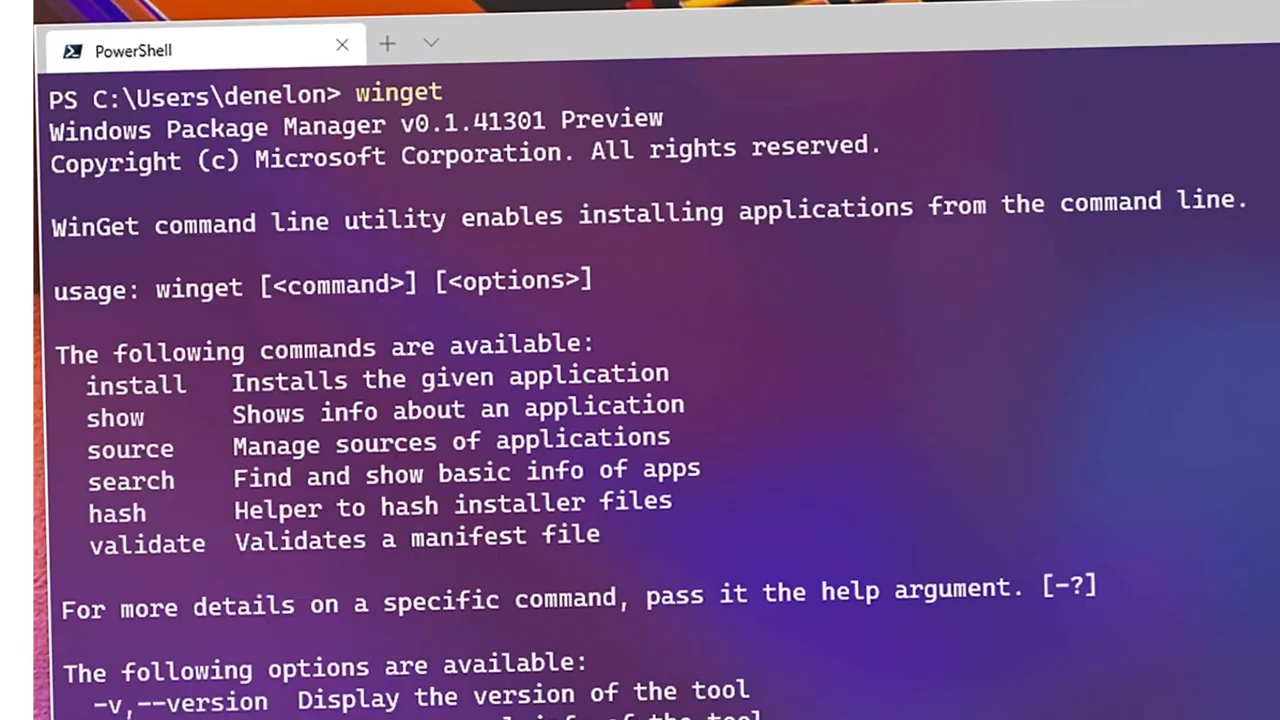 PowerShell
PS C:\Users\denelon> winget
Windows Package Manager v0.1.41301 Preview
Copyright (c) Microsoft Corporation. All rights reserved.
WinGet command line utility enables installing applications from the command line.
usage: winget [<command>] [<options>]
The following commands are available:
install Installs the given application
show Shows info about an application
source Manage sources of applications
search Find and show basic info of apps
hash Helper to hash installer files
validate Validates a manifest file
For more details on a specific command, pass it the help argument. [-?]
The following options are available:
-v,--version Display the version of the tool
info of the tool